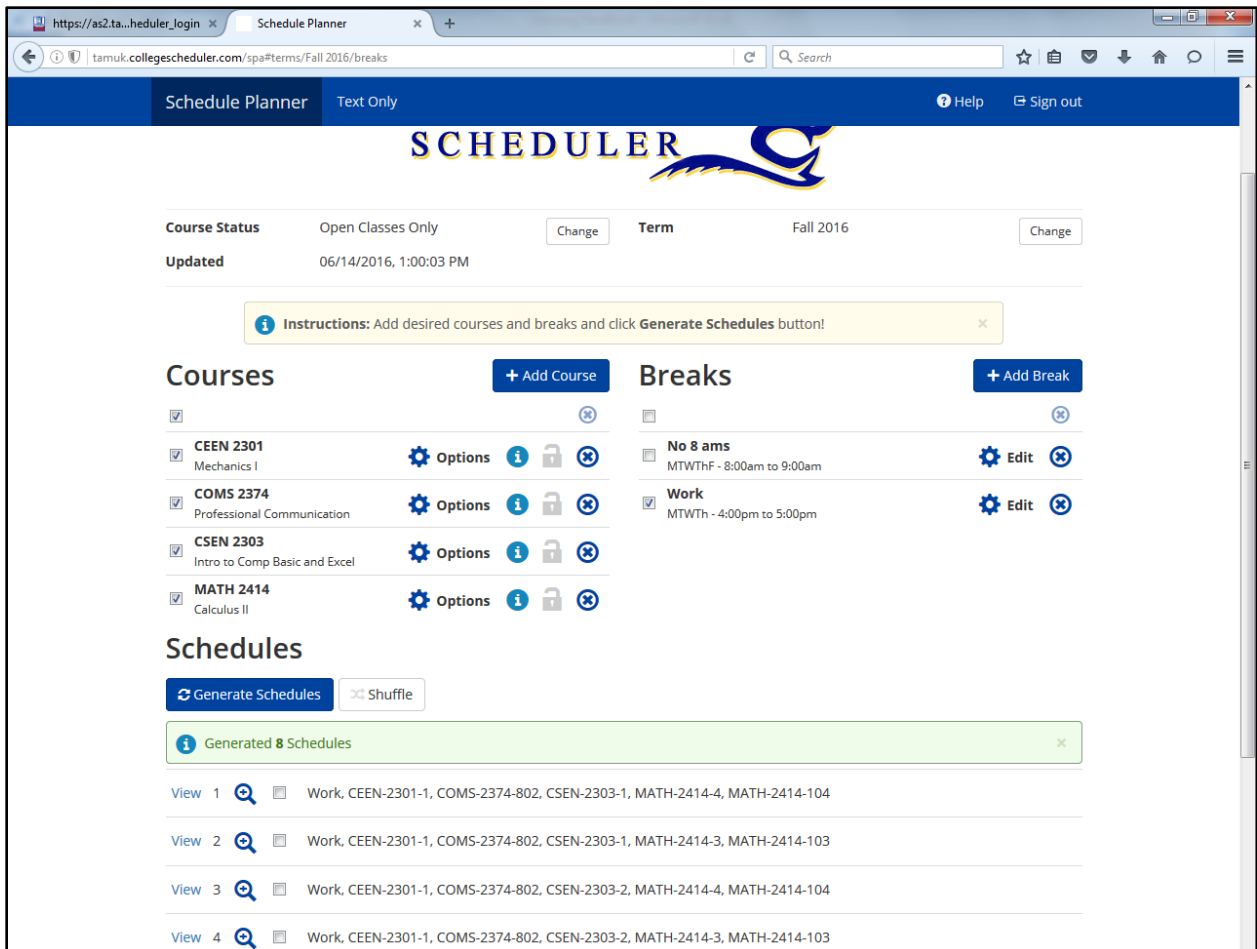 https://as2.ta...heduler_login × Schedule Planner × +
tamuk.collegescheduler.com/spa#terms/Fall 2016/breaks Search
Schedule Planner Text Only Help Sign out
SCHEDULER
Course Status Open Classes Only Change Term Fall 2016 Change
Updated 06/14/2016, 1:00:03 PM
Instructions: Add desired courses and breaks and click Generate Schedules button! ×
Courses + Add Course Breaks + Add Break
CEEN 2301 Options No 8 ams Edit
Mechanics I MTWThF - 8:00am to 9:00am
COMS 2374 Options Work Edit
Professional Communication MTWTh - 4:00pm to 5:00pm
CSEN 2303 Options
Intro to Comp Basic and Excel
MATH 2414 Options
Calculus II
Schedules
Generate Schedules Shuffle
Generated 8 Schedules ×
View 1 Work, CEEN-2301-1, COMS-2374-802, CSEN-2303-1, MATH-2414-4, MATH-2414-104
View 2 Work, CEEN-2301-1, COMS-2374-802, CSEN-2303-1, MATH-2414-3, MATH-2414-103
View 3 Work, CEEN-2301-1, COMS-2374-802, CSEN-2303-2, MATH-2414-4, MATH-2414-104
View 4 Work, CEEN-2301-1, COMS-2374-802, CSEN-2303-2, MATH-2414-3, MATH-2414-103